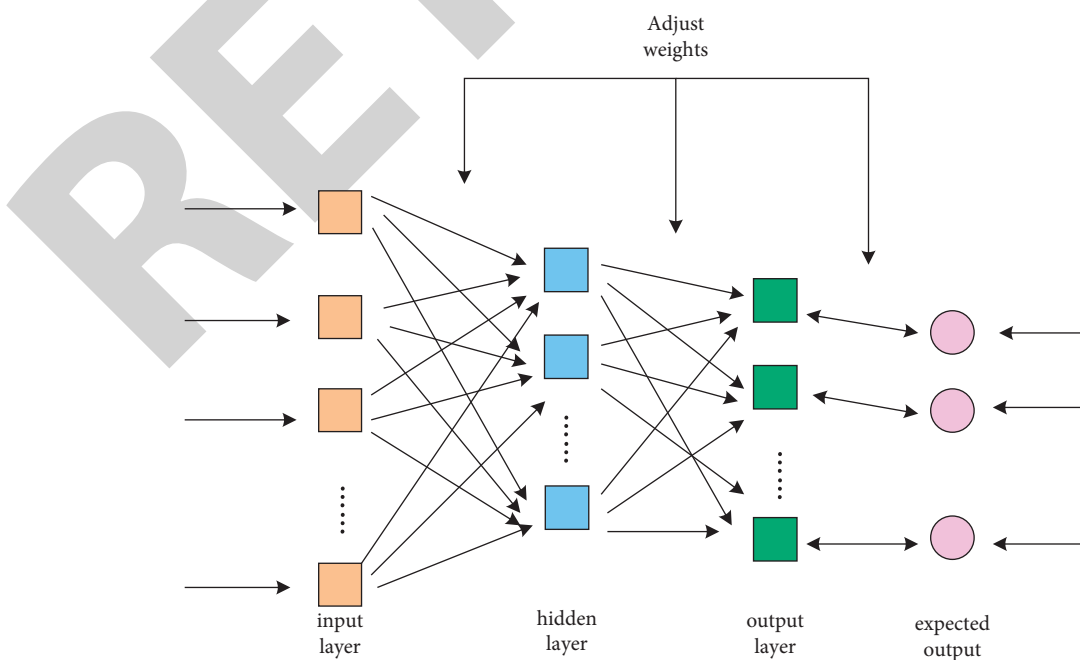 Adjust
weights
input
layer
hidden
layer
output
layer
expected
output